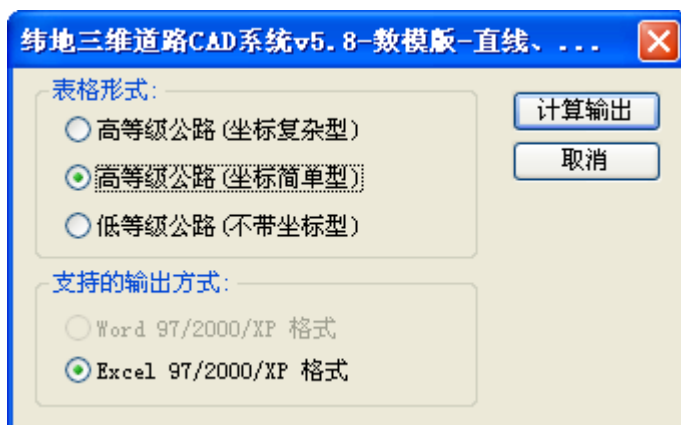 纬地三维道路CAD系统v5.8-数模版-直线、...
表格形式:
高等级公路(坐标复杂型)
高等级公路(坐标简单型)
低等级公路(不带坐标型)
计算输出
取消
支持的输出方式:
Word 97/2000/XP 格式
Excel 97/2000/XP 格式